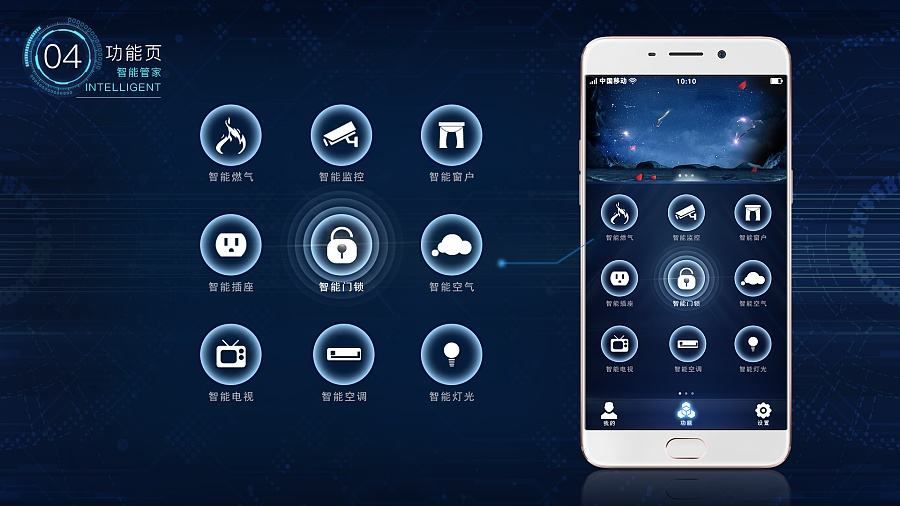 04
功能页
智能管家
INTELLIGENT
智能燃气
智能监控
智能窗户
智能插座
智能门锁
智能空气
智能电视
智能空调
智能灯光
中国移动
10:10
智能燃气
智能监控
智能窗户
智能插座
智能门锁
智能空气
智能电视
智能空调
智能灯光
我的
功能
设置